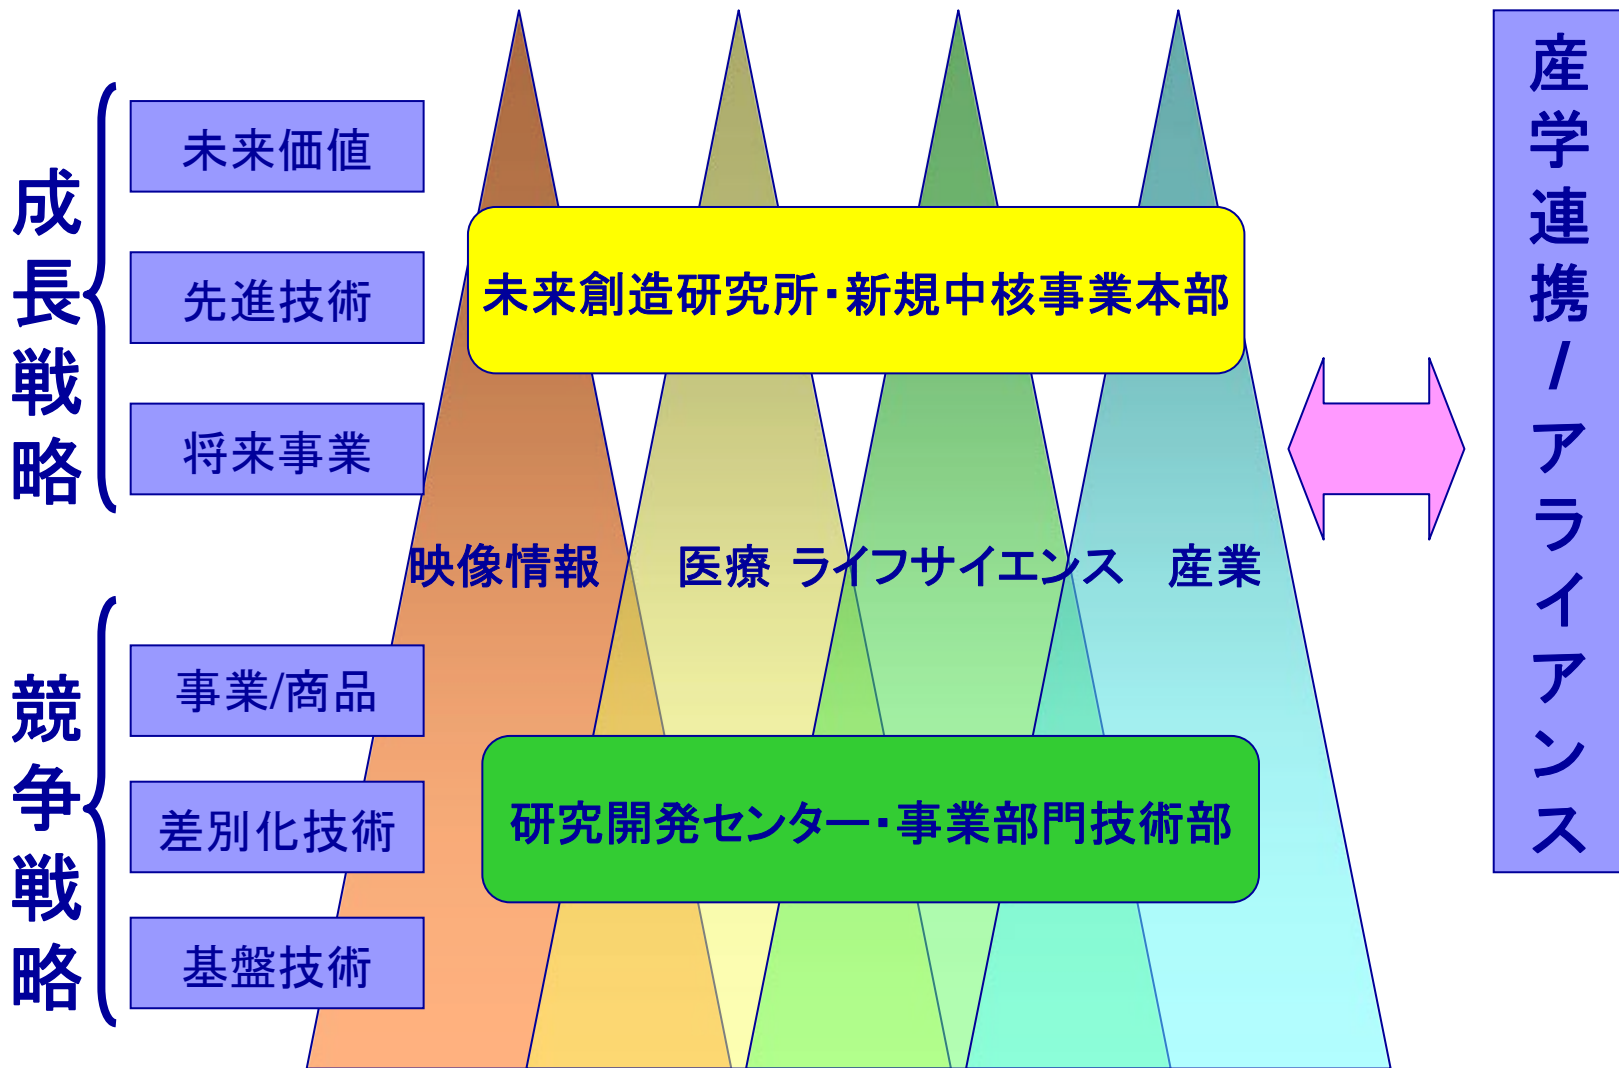 成長戦略
未来価値
先進技術
将来事業
未来創造研究所・新規中核事業本部
映像情報
医療
ライフサイエンス
産業
競争戦略
事業/商品
差別化技術
基盤技術
研究開発センター・事業部門技術部
産学連携/アライアンス